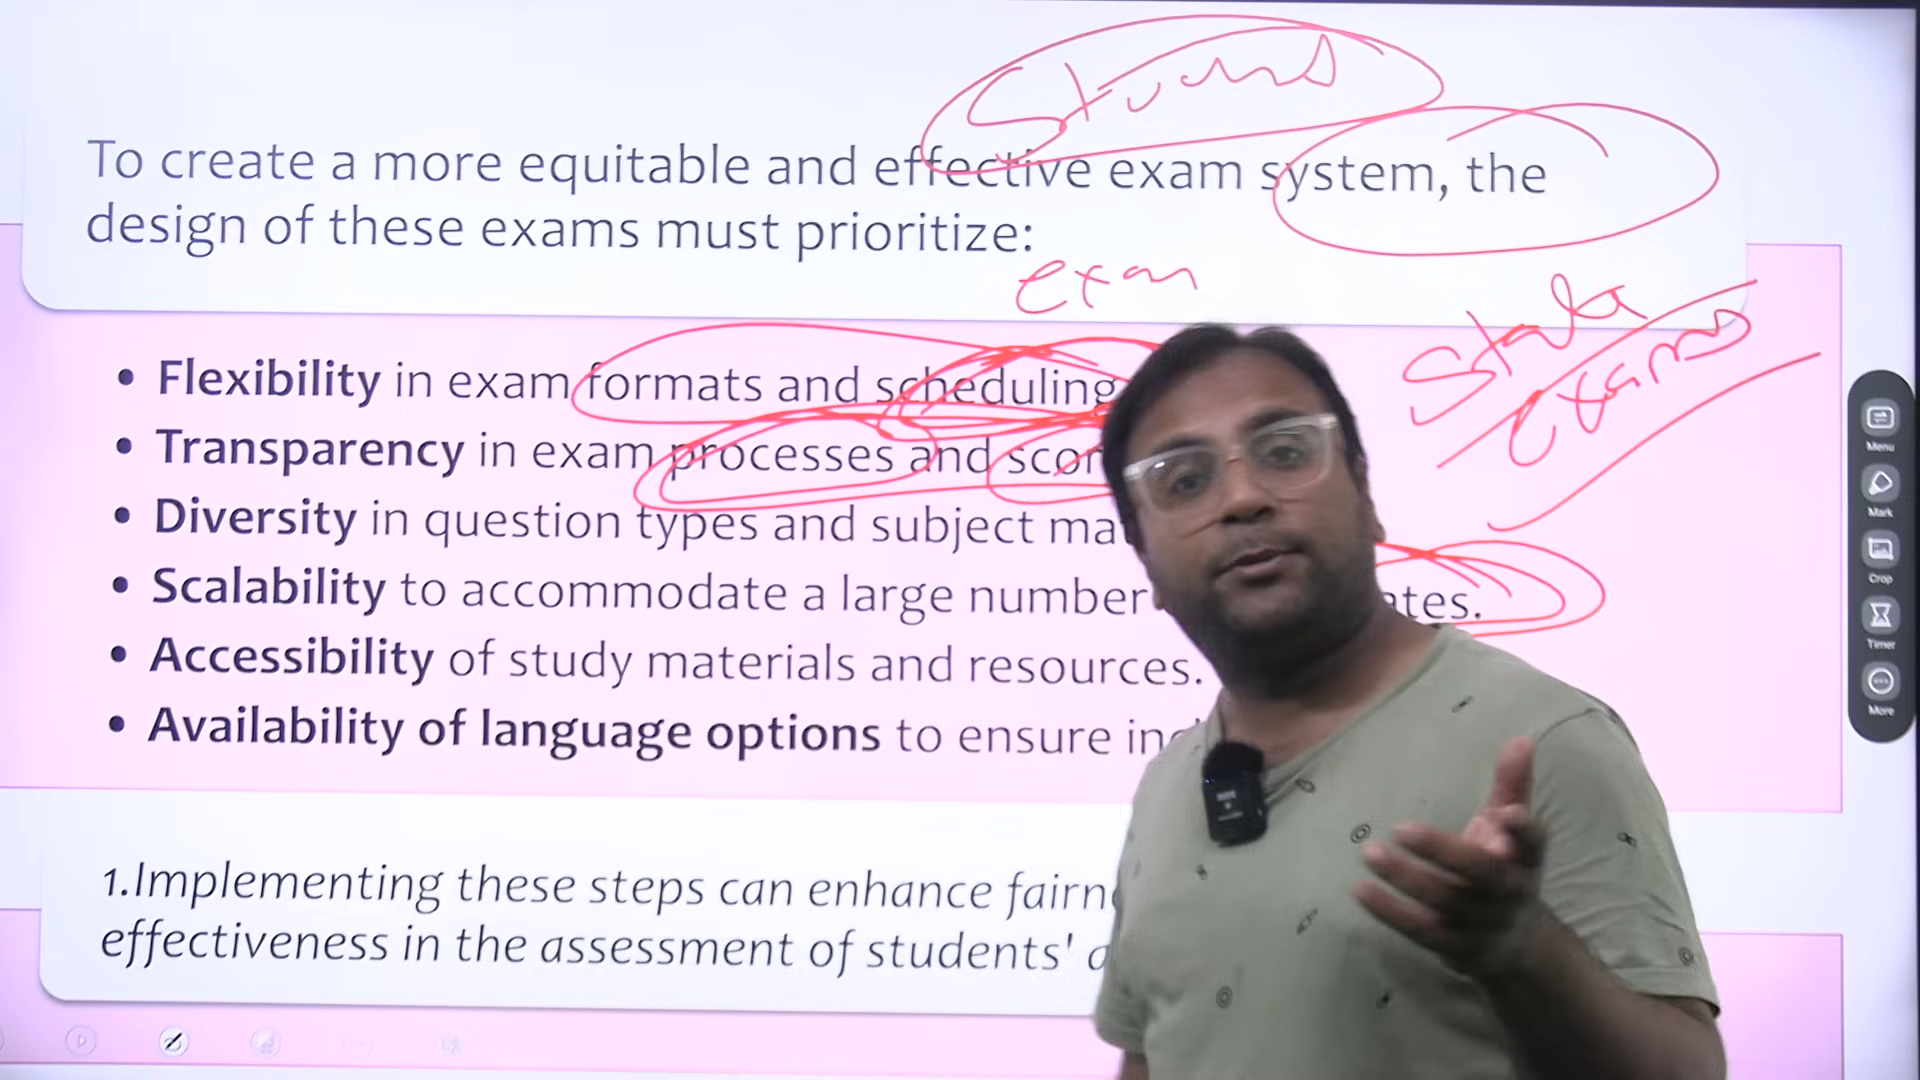 To create a more equitable and effective exam system, the
design of these exams must prioritize:
exam
State
exams
• Flexibility in exam formats and scheduling
• Transparency in exam processes and scor
• Diversity in question types and subject ma
• Scalability to accommodate a large number ates.
• Accessibility of study materials and resources.
• Availability of language options to ensure inc
1.Implementing these steps can enhance fairn
effectiveness in the assessment of students'
Menu
Mark
Crop
Timer
More